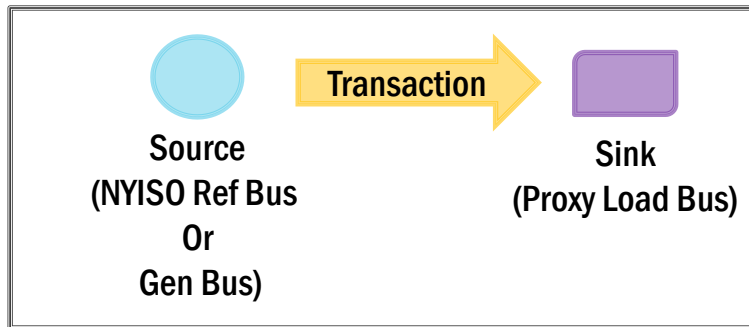 Transaction
Source
(NYISO Ref Bus
Or
Gen Bus)
Sink
(Proxy Load Bus)